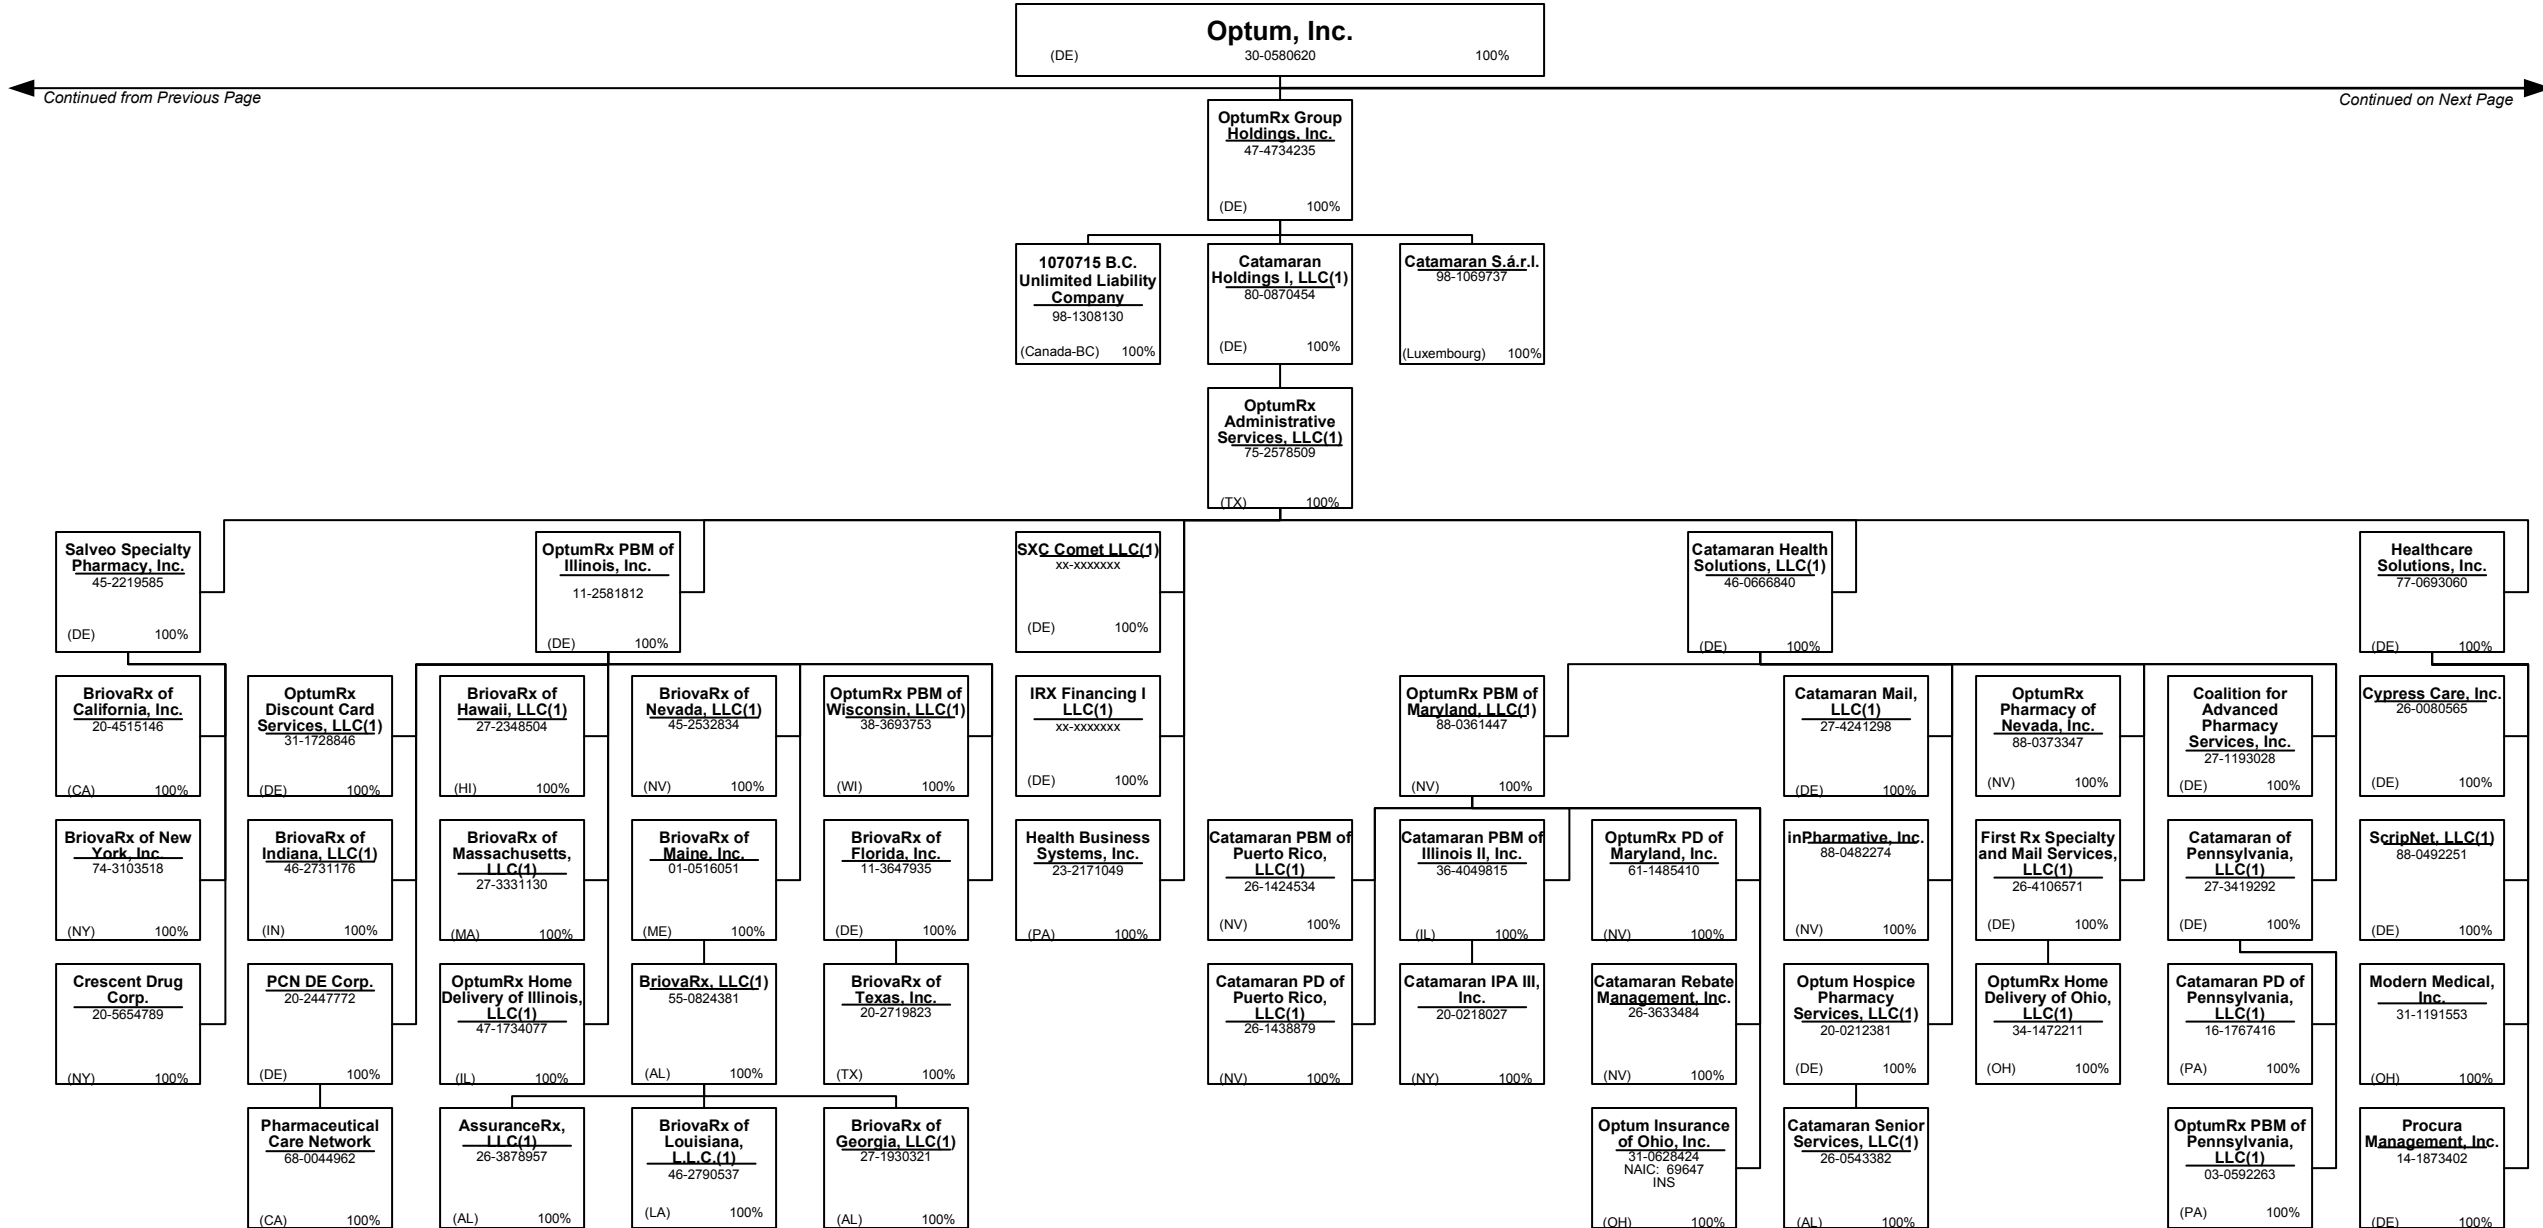 Optum, Inc.
(DE) 30-0580620 100%
Continued from Previous Page
Continued on Next Page
OptumRx Group
Holdings, Inc.
47-4734235
(DE) 100%
1070715 B.C.
Unlimited Liability
Company
98-1308130
(Canada-BC) 100%
Catamaran
Holdings I, LLC(1)
80-0870454
(DE) 100%
Catamaran S.á.r.l.
98-1069737
(Luxembourg) 100%
OptumRx
Administrative
Services, LLC(1)
75-2578509
(TX) 100%
Salveo Specialty
Pharmacy, Inc.
45-2219585
(DE) 100%
OptumRx PBM of
Illinois, Inc.
11-2581812
(DE) 100%
SXC Comet LLC(1)
xx-xxxxxxx
(DE) 100%
Catamaran Health
Solutions, LLC(1)
46-0666840
(DE) 100%
Healthcare
Solutions, Inc.
77-0693060
(DE) 100%
BriovaRx of
California, Inc.
20-4515146
(CA) 100%
OptumRx
Discount Card
Services, LLC(1)
31-1728846
(DE) 100%
BriovaRx of
Hawaii, LLC(1)
27-2348504
(HI) 100%
BriovaRx of
Nevada, LLC(1)
45-2532834
(NV) 100%
OptumRx PBM of
Wisconsin, LLC(1)
38-3693753
(WI) 100%
IRX Financing I
LLC(1)
xx-xxxxxxx
(DE) 100%
OptumRx PBM of
Maryland, LLC(1)
88-0361447
(NV) 100%
Catamaran Mail,
LLC(1)
27-4241298
(DE) 100%
OptumRx
Pharmacy of
Nevada, Inc.
88-0373347
(NV) 100%
Coalition for
Advanced
Pharmacy
Services, Inc.
27-1193028
(DE) 100%
Cypress Care, Inc.
26-0080565
(DE) 100%
BriovaRx of New
York, Inc.
74-3103518
(NY) 100%
BriovaRx of
Indiana, LLC(1)
46-2731176
(IN) 100%
BriovaRx of
Massachusetts,
LLC(1)
27-3331130
(MA) 100%
BriovaRx of
Maine, Inc.
01-0516051
(ME) 100%
BriovaRx of
Florida, Inc.
11-3647935
(DE) 100%
Health Business
Systems, Inc.
23-2171049
(PA) 100%
Catamaran PBM of
Puerto Rico,
LLC(1)
26-1424534
(NV) 100%
Catamaran PBM of
Illinois II, Inc.
36-4049815
(IL) 100%
OptumRx PD of
Maryland, Inc.
61-1485410
(NV) 100%
inPharmative, Inc.
88-0482274
(NV) 100%
First Rx Specialty
and Mail Services,
LLC(1)
26-4106571
(DE) 100%
Catamaran of
Pennsylvania,
LLC(1)
27-3419292
(DE) 100%
ScripNet, LLC(1)
88-0492251
(DE) 100%
Crescent Drug
Corp.
20-5654789
(NY) 100%
PCN DE Corp.
20-2447772
(DE) 100%
OptumRx Home
Delivery of Illinois,
LLC(1)
47-1734077
(IL) 100%
BriovaRx, LLC(1)
55-0824381
(AL) 100%
BriovaRx of
Texas, Inc.
20-2719823
(TX) 100%
Catamaran PD of
Puerto Rico,
LLC(1)
26-1438879
(NV) 100%
Catamaran IPA III,
Inc.
20-0218027
(NY) 100%
Catamaran Rebate
Management, Inc.
26-3633484
(NV) 100%
Optum Hospice
Pharmacy
Services, LLC(1)
20-0212381
(DE) 100%
OptumRx Home
Delivery of Ohio,
LLC(1)
34-1472211
(OH) 100%
Catamaran PD of
Pennsylvania,
LLC(1)
16-1767416
(PA) 100%
Modern Medical,
Inc.
31-1191553
(OH) 100%
Pharmaceutical
Care Network
68-0044962
(CA) 100%
AssuranceRx,
LLC(1)
26-3878957
(AL) 100%
BriovaRx of
Louisiana,
L.L.C.(1)
46-2790537
(LA) 100%
BriovaRx of
Georgia, LLC(1)
27-1930321
(AL) 100%
Optum Insurance
of Ohio, Inc.
31-0628424
NAIC: 69647
INS
(OH) 100%
Catamaran Senior
Services, LLC(1)
26-0543382
(AL) 100%
OptumRx PBM of
Pennsylvania,
LLC(1)
03-0592263
(PA) 100%
Procura
Management, Inc.
14-1873402
(DE) 100%